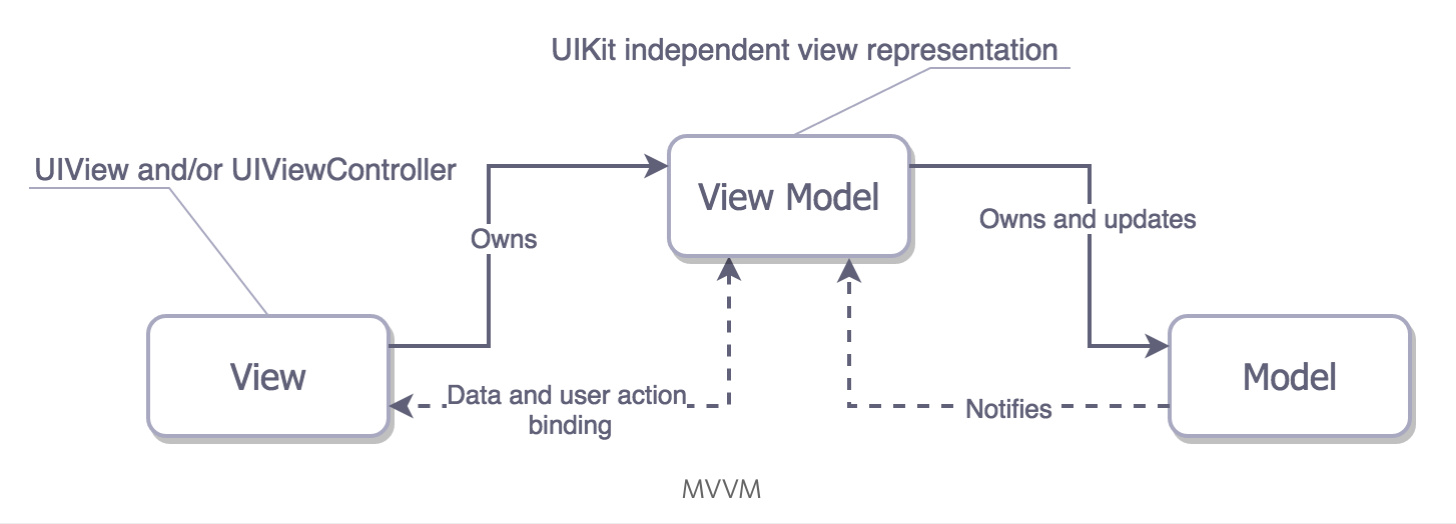 UIKit independent view representation
UIView and/or UIViewController
View Model
Owns and updates
Owns
View
Data and user action
binding
Notifies
Model
MVVM